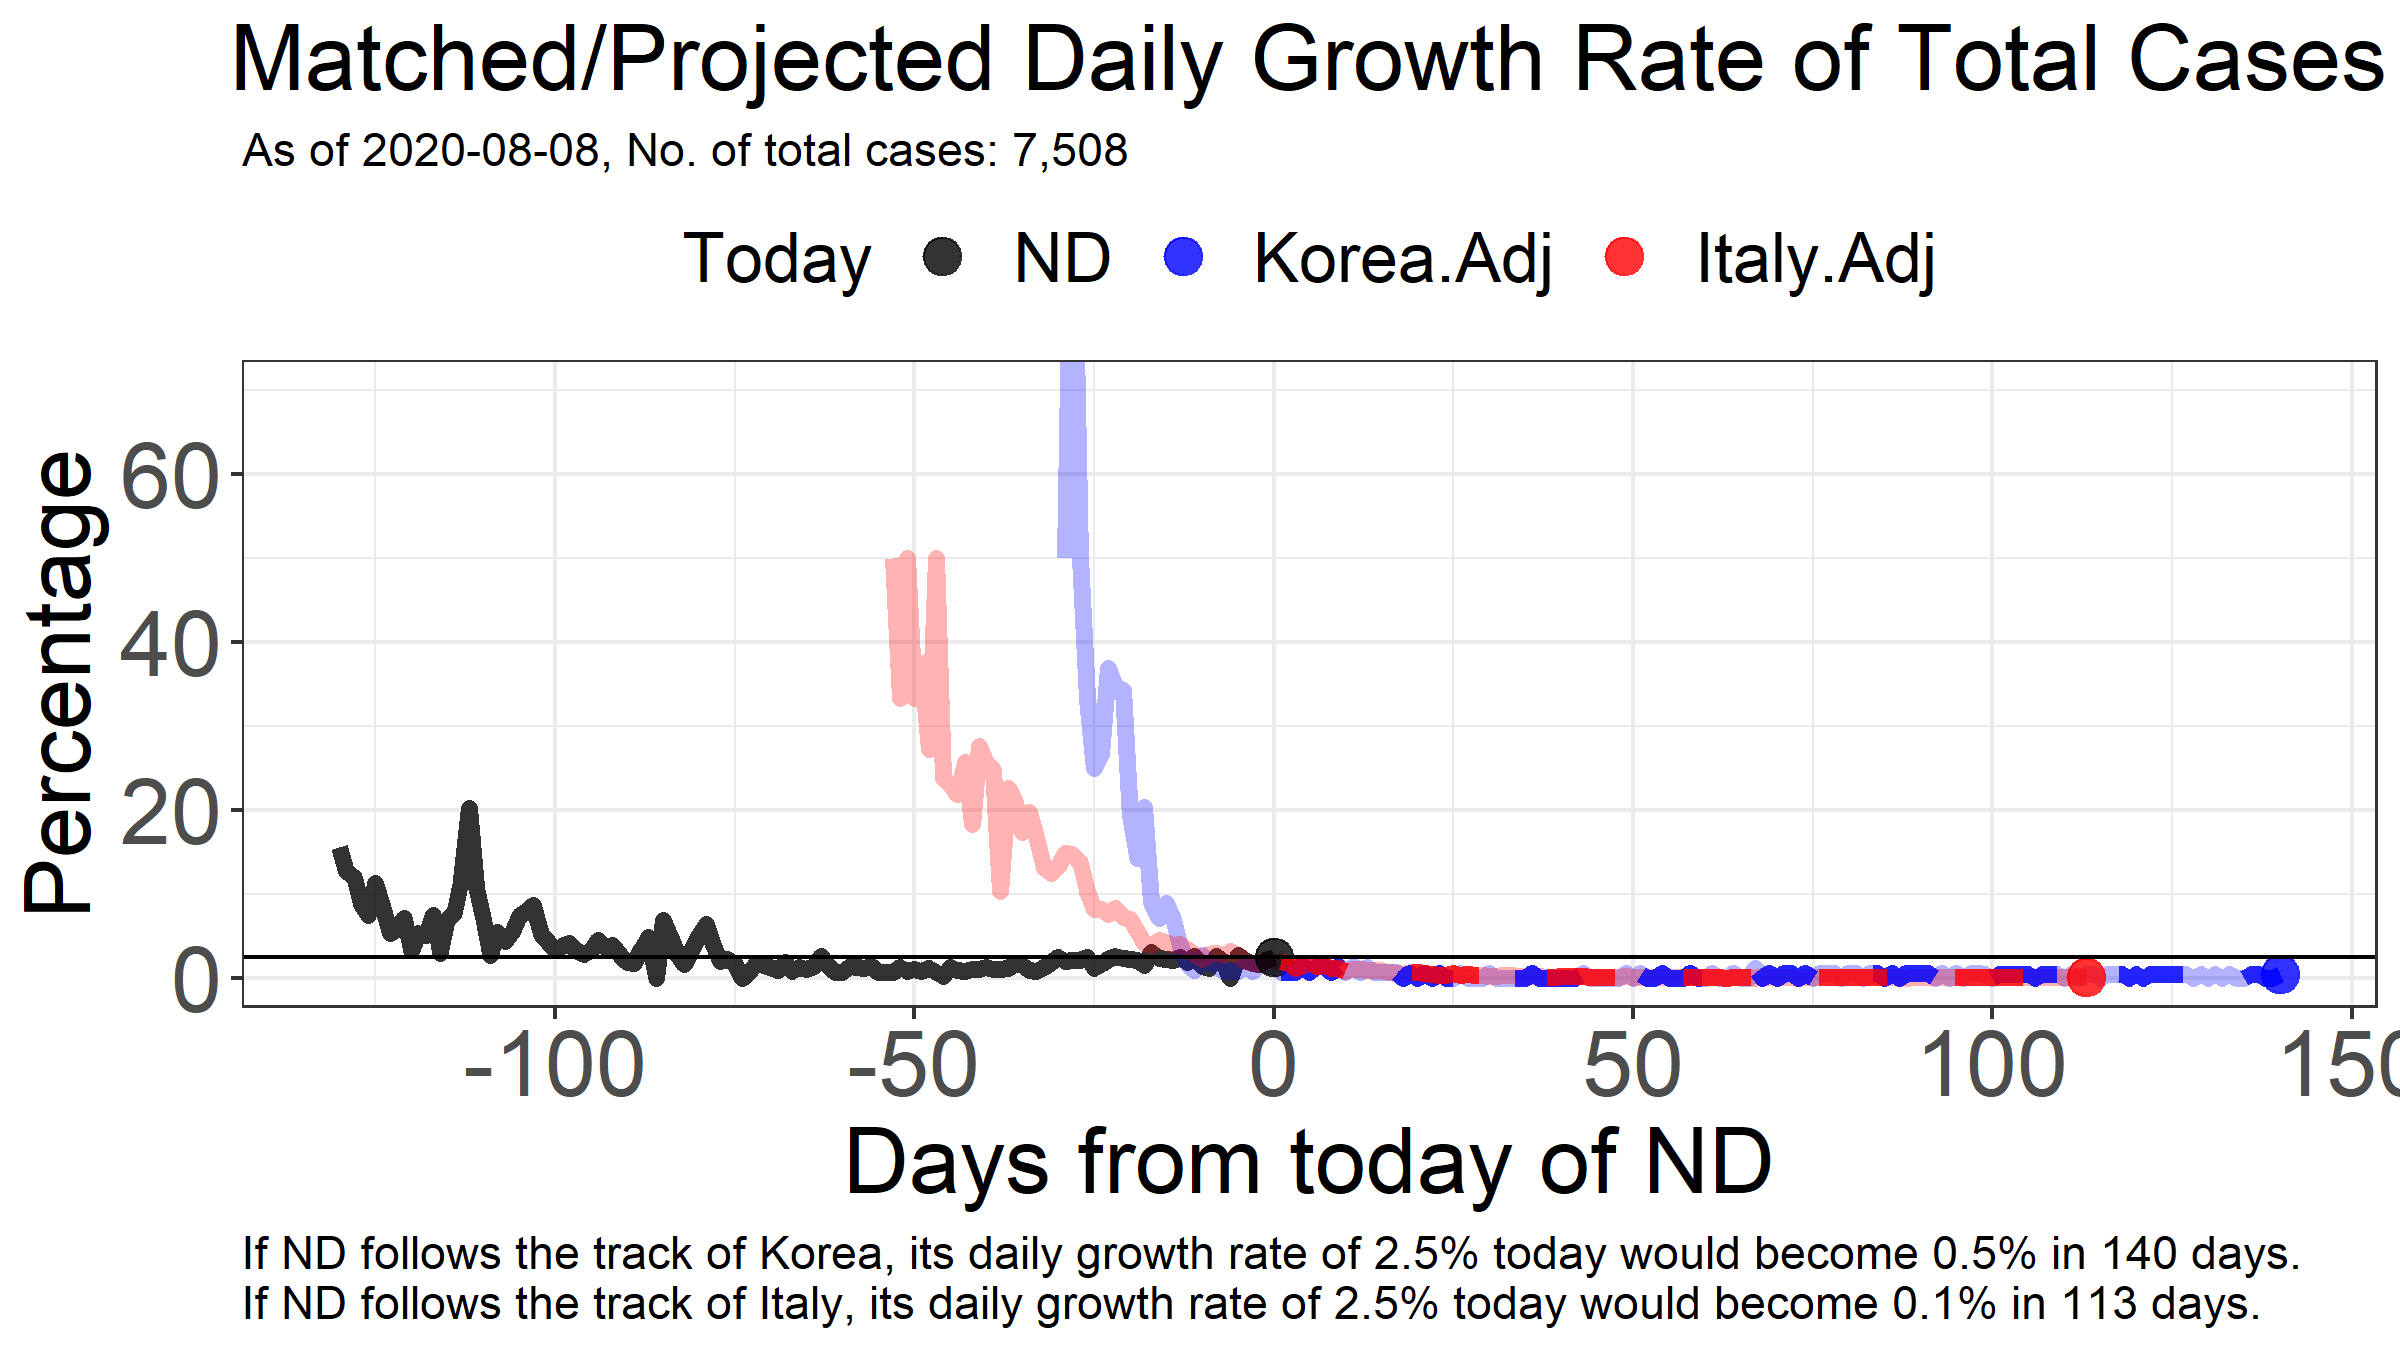 Matched/Projected Daily Growth Rate of Total Cases
As of 2020-08-08, No. of total cases: 7,508
Today ND Korea.Adj Italy.Adj
Percentage
60
40
20
0
-100 -50 0 50 100 150
Days from today of ND
If ND follows the track of Korea, its daily growth rate of 2.5% today would become 0.5% in 140 days.
If ND follows the track of Italy, its daily growth rate of 2.5% today would become 0.1% in 113 days.